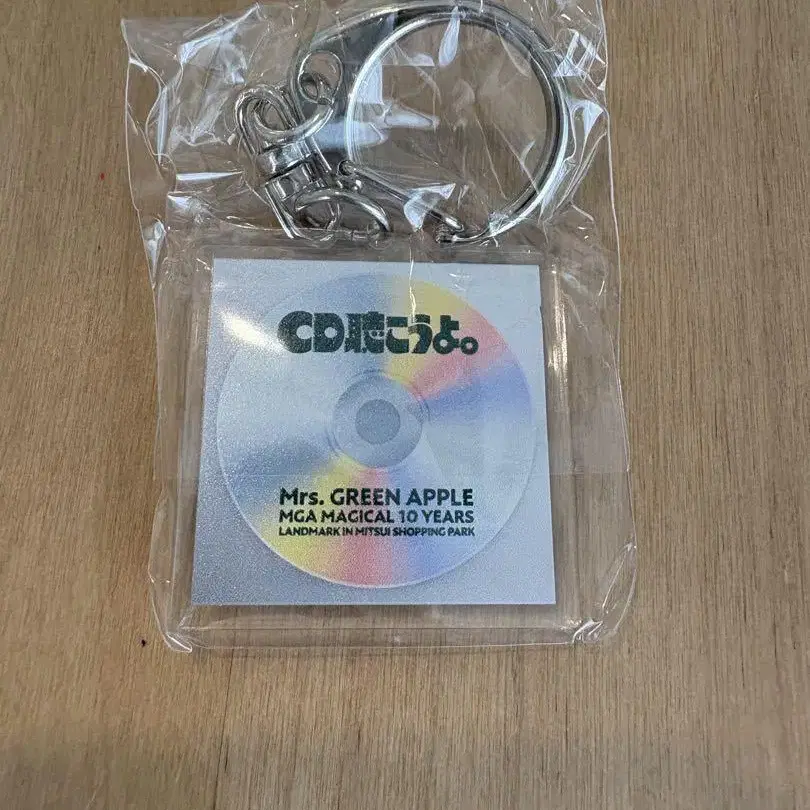 CD聴こうよ。
Mrs. GREEN APPLE
MGA MAGICAL 10 YEARS
LANDMARK IN MITSUI SHOPPING PARK